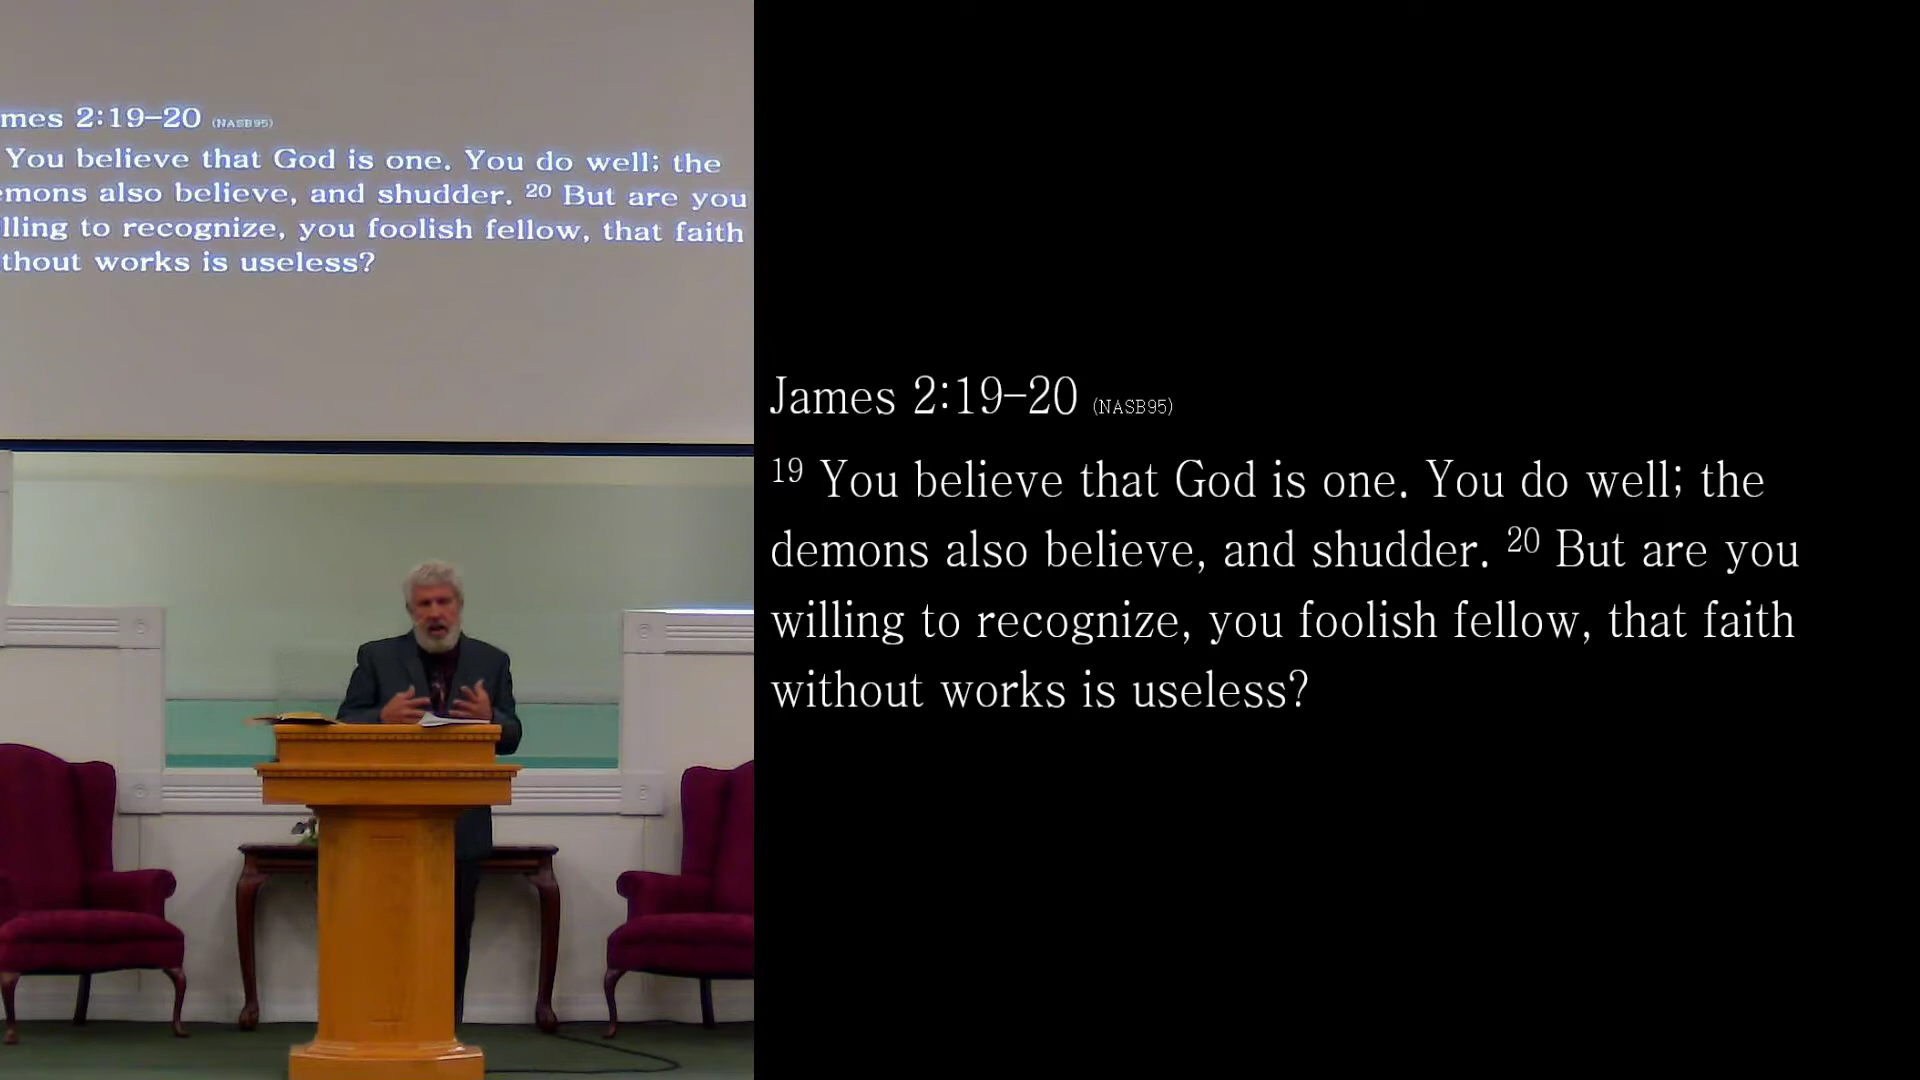 mes 2:19–20 (NASB95)
You believe that God is one. You do well; the
emons also believe, and shudder. 20 But are you
lling to recognize, you foolish fellow, that faith
thout works is useless?
James 2:19–20 (NASB95)
19 You believe that God is one. You do well; the
demons also believe, and shudder. 20 But are you
willing to recognize, you foolish fellow, that faith
without works is useless?